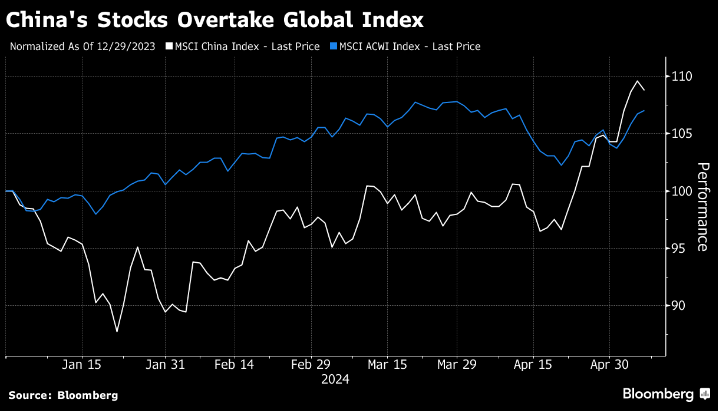 China's Stocks Overtake Global Index
Normalized As Of 12/29/2023 MSCI China Index - Last Price MSCI ACWI Index - Last Price
110
105
100
95
90
Performance
Jan 15 Jan 31 Feb 14 Feb 29 Mar 15 Mar 29 Apr 15 Apr 30
2024
Source: Bloomberg
Bloomberg